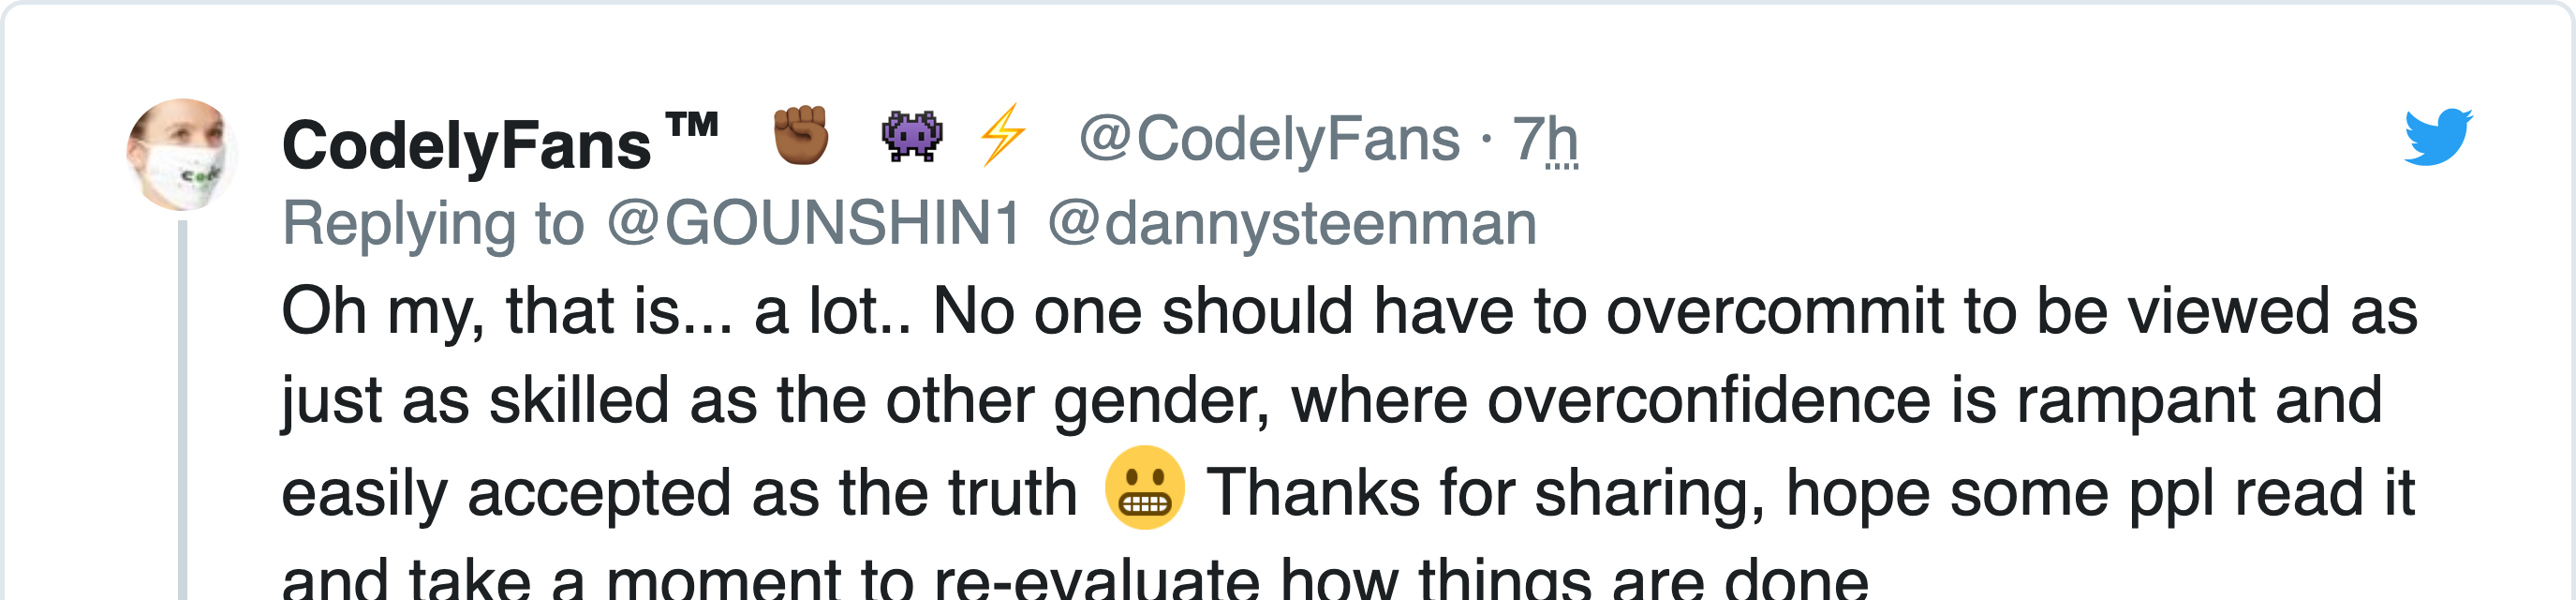 CodelyFans™ ✊🏾 👾 ⚡ @CodelyFans · 7h
Replying to @GOUNSHIN1 @dannysteenman
Oh my, that is... a lot.. No one should have to overcommit to be viewed as
just as skilled as the other gender, where overconfidence is rampant and
easily accepted as the truth 😬 Thanks for sharing, hope some ppl read it
and take a moment to re-evaluate how things are done